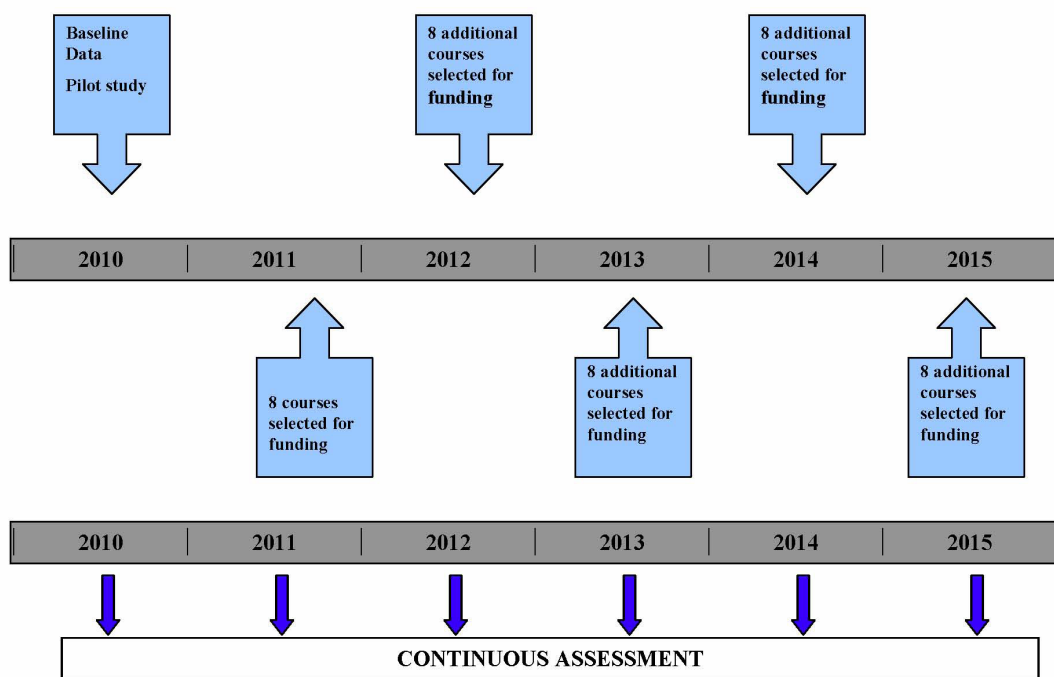 Baseline
Data
Pilot study
8 additional
courses
selected for
funding
8 additional
courses
selected for
funding
2010 2011 2012 2013 2014 2015
8 courses
selected for
funding
8 additional
courses
selected for
funding
8 additional
courses
selected for
funding
2010 2011 2012 2013 2014 2015
CONTINUOUS ASSESSMENT